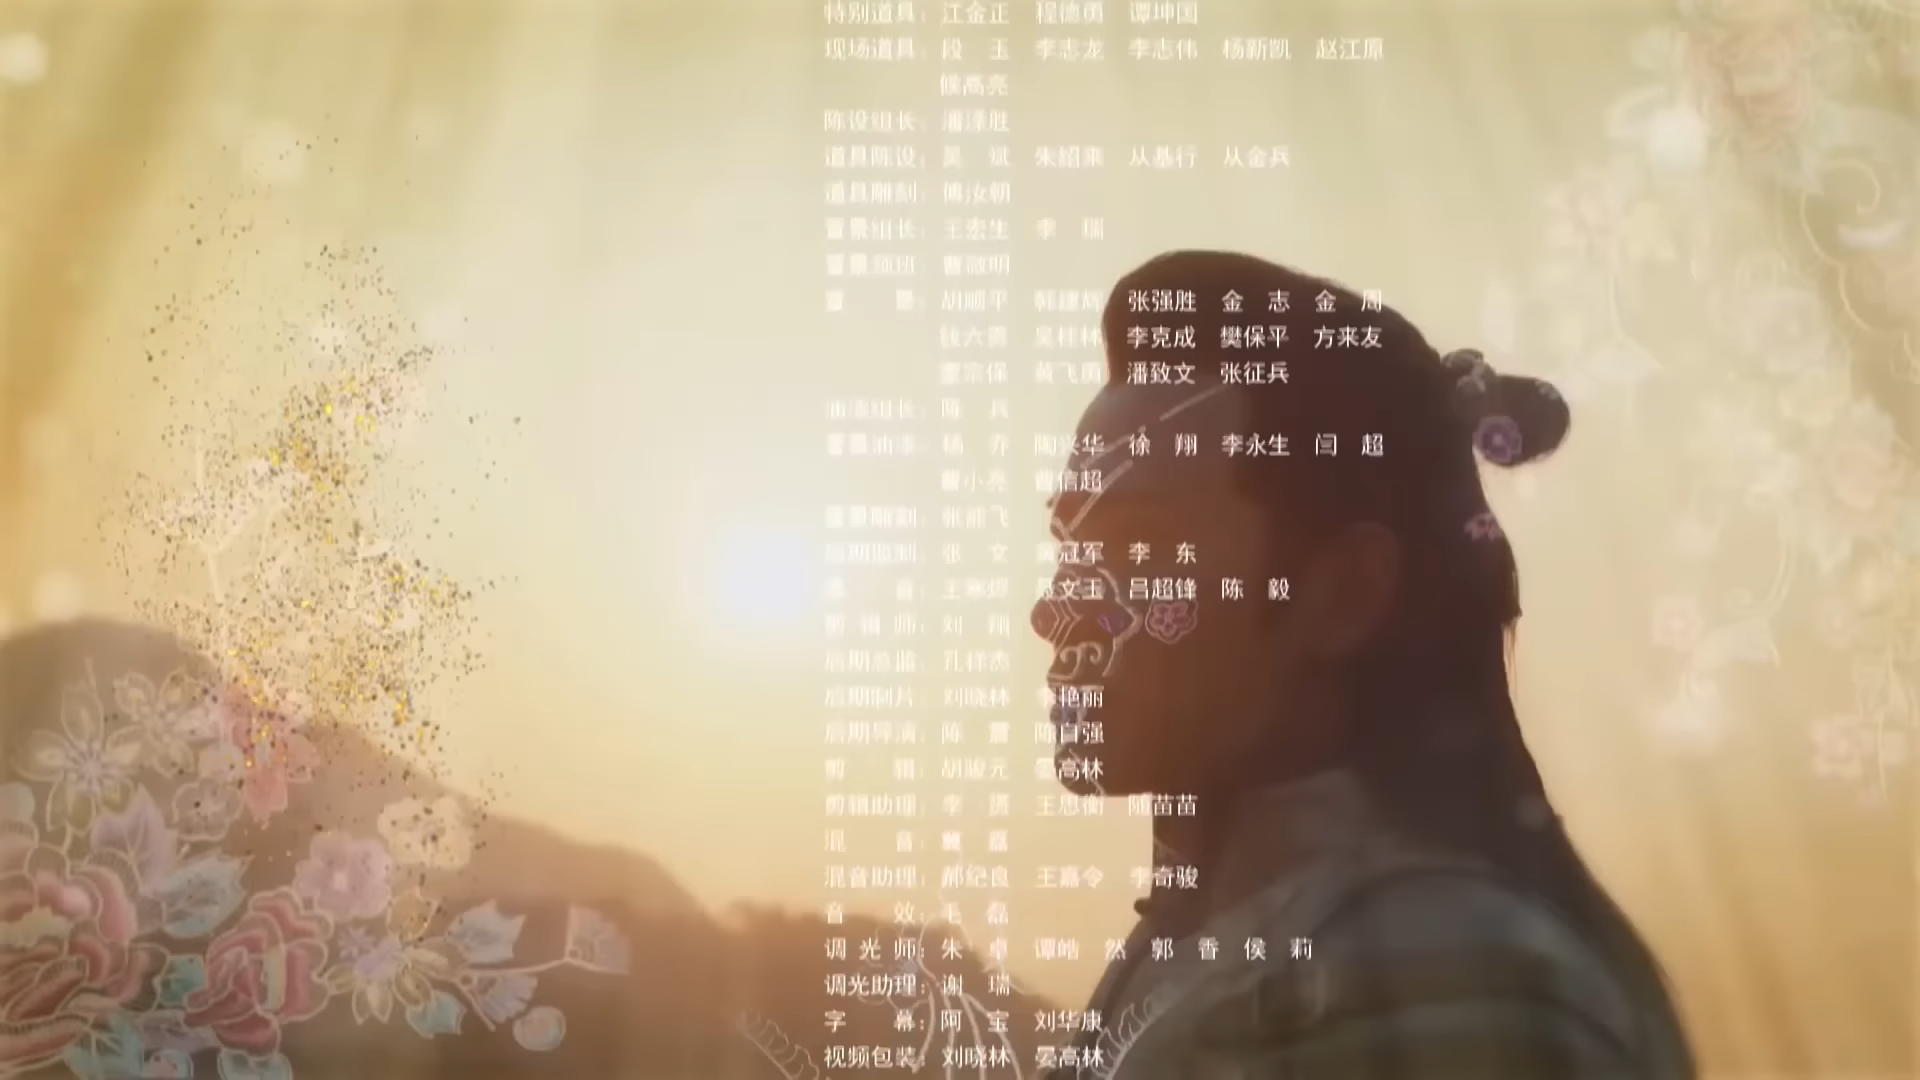 特别道具：江金正 程德勇 谭坤国
现场道具：段 玉 李志龙 李志伟 杨新凯 赵江原
候高亮
陈设组长：潘泽胜
道具陈设：吴 斌 朱紹乘 从基行 从金兵
道具雕刻：傅汝朝
置景组长：王宏生 李 瑞
置景领班：曹啟明
置 景：胡顺平 韩建辉 张强胜 金 志 金 周
钱六勇 吴桂林 李克成 樊保平 方来友
董宗保 黄飞勇 潘致文 张征兵
油漆组长：陈 兵
置景油漆：杨 乔 陶兴华 徐 翔 李永生 闫 超
曹小亮 曹信超
置景雕刻：张熊飞
后期监制：张 文 黄冠军 李 东
录 音：王寒煜 聂文玉 吕超锋 陈 毅
剪 辑 师：刘 翔
后期总监：孔祥杰
后期制片：刘晓林 李艳丽
后期导演：陈 陈自强
剪 辑：胡骏元 晏高林
剪辑助理：李 王思衡 随苗苗
混 音：冀 磊
混音助理：郝纪良 王嘉令 李奇骏
音 效：毛 磊
调 光 师：朱 卓 谭皓 然 郭 香 侯 莉
调光助理：谢 瑞
字 幕：阿 宝 刘华康
视频包装：刘晓林 晏高林